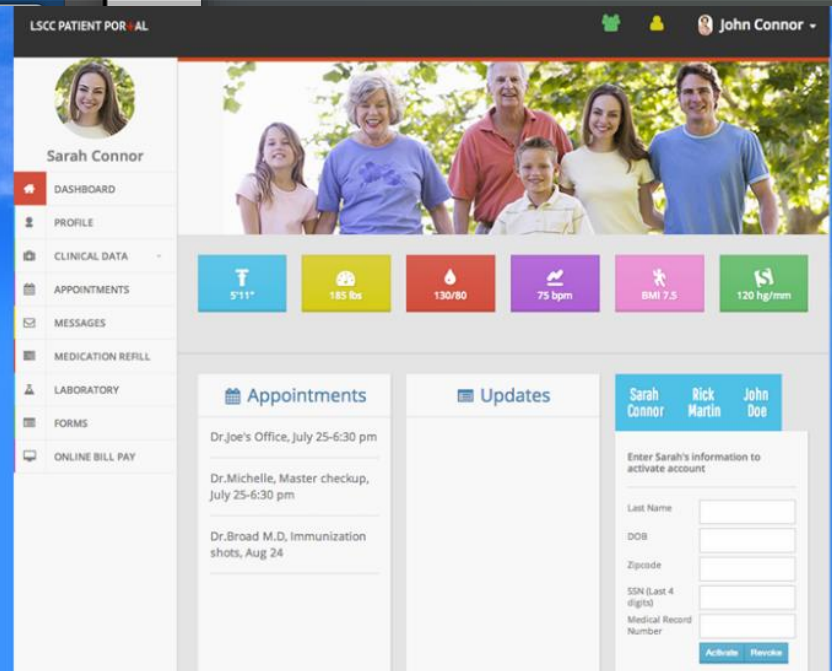 LSCC PATIENT PORTAL
John Connor
Sarah Connor
DASHBOARD
PROFILE
CLINICAL DATA
APPOINTMENTS
MESSAGES
MEDICATION REFILL
LABORATORY
FORMS
ONLINE BILL PAY
5'11"
185 lbs
130/80
75 bpm
BMI 7.5
120 hg/mm
Appointments
Dr.Joe's Office, July 25-6:30 pm
Dr.Michelle, Master checkup,
July 25-6:30 pm
Dr.Broad M.D, Immunization
shots, Aug 24
Updates
Sarah Rick John
Connor Martin Doe
Enter Sarah's information to
activate account
Last Name
DOB
Zipcode
SSN (Last 4
digits)
Medical Record
Number
Activate Revoke